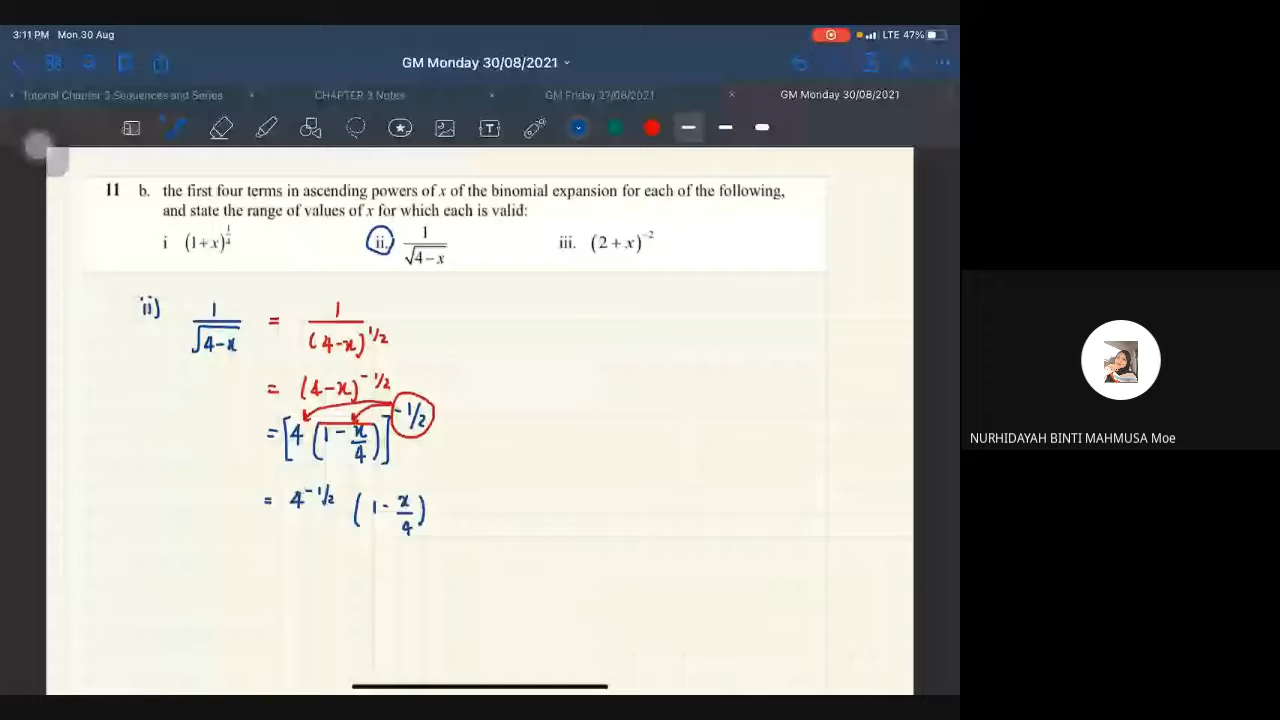 3:11 PM Mon 30 Aug
LTE 47%
GM Monday 30/08/2021
Tutorial Chapter 3 Sequences and Series
CHAPTER 3 Notes
GM Friday 27/08/2021
GM Monday 30/08/2021
11 b. the first four terms in ascending powers of x of the binomial expansion for each of the following,
and state the range of values of x for which each is valid:
i (1+x)^{1/4} ii. 1/√(4−x) iii. (2+x)^{−2}
ii) 1/√(4-x) = 1/(4-x)^{1/2}
= (4-x)^{-1/2}
= [4 (1 - x/4)]^{-1/2}
= 4^{-1/2} (1 - x/4)
NURHIDAYAH BINTI MAHMUSA Moe